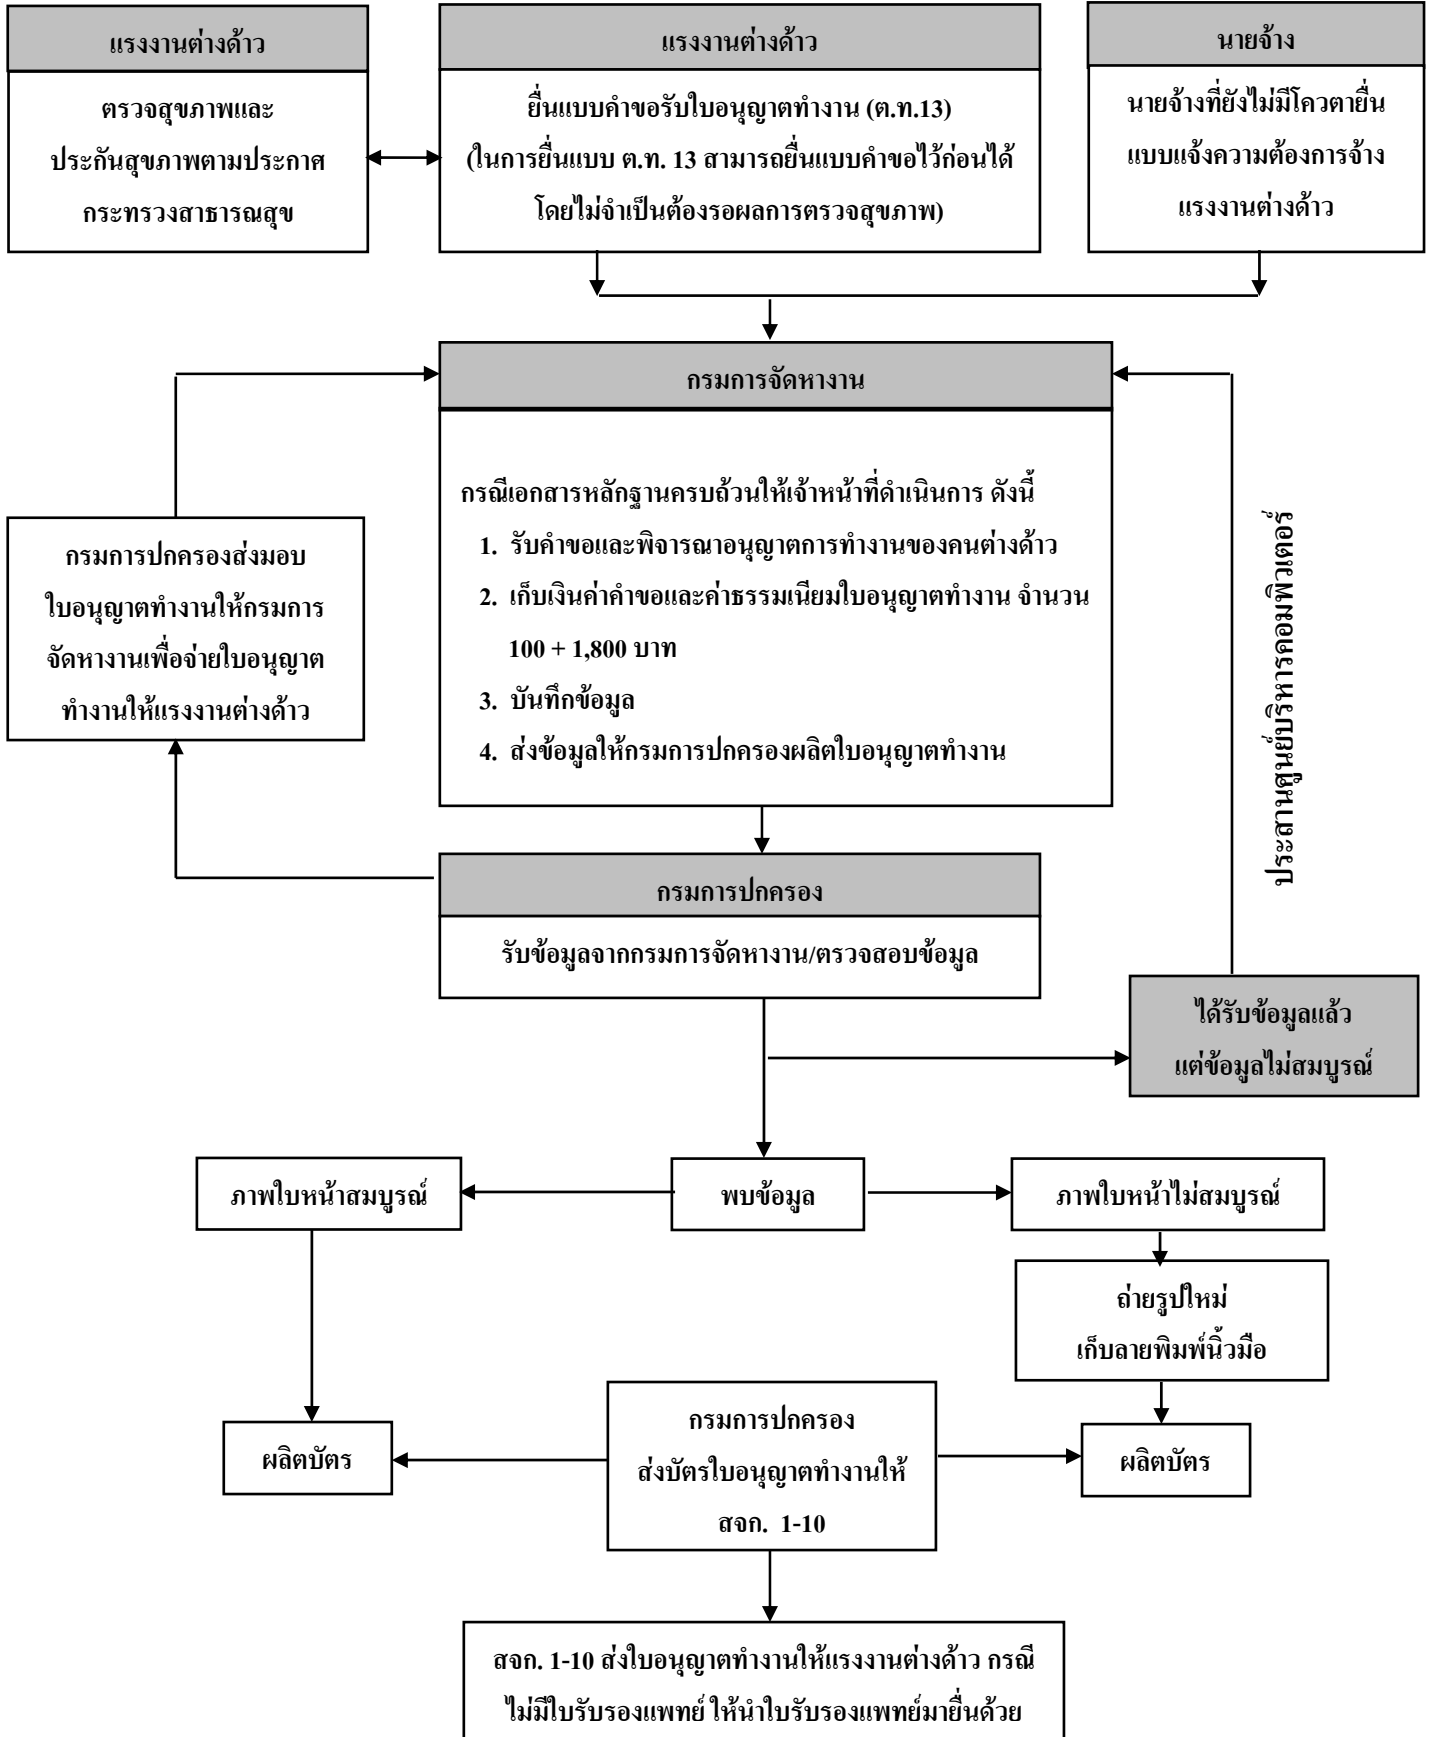 แรงงานต่างด้าว
ตรวจสุขภาพและ
ประกันสุขภาพตามประกาศ
กระทรวงสาธารณสุข
แรงงานต่างด้าว
ยื่นแบบคำขอรับใบอนุญาตทำงาน (ต.ท.13)
(ในการยื่นแบบ ต.ท. 13 สามารถยื่นแบบคำขอไว้ก่อนได้
โดยไม่จำเป็นต้องรอผลการตรวจสุขภาพ)
นายจ้าง
นายจ้างที่ยังไม่มีโควตายื่น
แบบแจ้งความต้องการจ้าง
แรงงานต่างด้าว
กรมการจัดหางาน
กรณีเอกสารหลักฐานครบถ้วนให้เจ้าหน้าที่ดำเนินการ ดังนี้
1. รับคำขอและพิจารณาอนุญาตการทำงานของคนต่างด้าว
2. เก็บเงินค่าคำขอและค่าธรรมเนียมใบอนุญาตทำงาน จำนวน
100 + 1,800 บาท
3. บันทึกข้อมูล
4. ส่งข้อมูลให้กรมการปกครองผลิตใบอนุญาตทำงาน
กรมการปกครองส่งมอบ
ใบอนุญาตทำงานให้กรมการ
จัดหางานเพื่อจ่ายใบอนุญาต
ทำงานให้แรงงานต่างด้าว
ประสานศูนย์บริหารคอมพิวเตอร์
กรมการปกครอง
รับข้อมูลจากกรมการจัดหางาน/ตรวจสอบข้อมูล
ได้รับข้อมูลแล้ว
แต่ข้อมูลไม่สมบูรณ์
ภาพใบหน้าสมบูรณ์
พบข้อมูล
ภาพใบหน้าไม่สมบูรณ์
ถ่ายรูปใหม่
เก็บลายพิมพ์นิ้วมือ
ผลิตบัตร
กรมการปกครอง
ส่งบัตรใบอนุญาตทำงานให้
สจก. 1-10
ผลิตบัตร
สจก. 1-10 ส่งใบอนุญาตทำงานให้แรงงานต่างด้าว กรณี
ไม่มีใบรับรองแพทย์ ให้นำใบรับรองแพทย์มายื่นด้วย